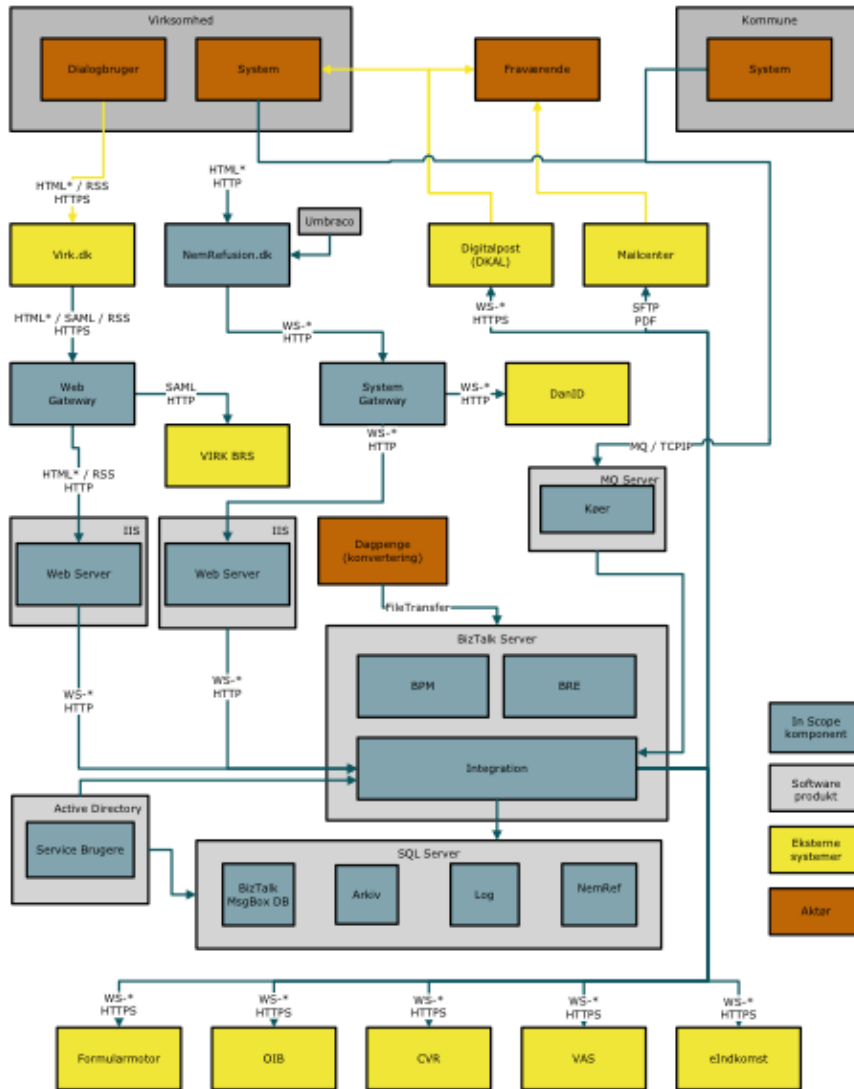 Virksomhed
Kommune
Dialogbruger
System
Fraværende
System
HTML* / RSS
HTTPS
HTML*
HTTP
Umbraco
Virk.dk
NemRefusion.dk
Digitalpost
(DKAL)
Mailcenter
HTML* / SAML / RSS
HTTPS
WS-*
HTTP
WS-*
HTTPS
SFTP
PDF
Web
Gateway
SAML
HTTP
System
Gateway
WS-*
HTTP
DanID
VIRK BRS
WS-*
HTTP
MQ / TCPIP
HTML* / RSS
HTTP
MQ Server
Køer
IIS
IIS
Web Server
Web Server
Dagpenge
(konvertering)
FileTransfer
BizTalk Server
BPM
BRE
WS-*
HTTP
WS-*
HTTP
Integration
In Scope
komponent
Software
produkt
Eksterne
systemer
Aktør
Active Directory
Service Brugere
SQL Server
BizTalk
MsgBox DB
Arkiv
Log
NemRef
WS-*
HTTPS
WS-*
HTTPS
WS-*
HTTPS
WS-*
HTTPS
WS-*
HTTPS
Formularmotor
OIB
CVR
VAS
eIndkomst